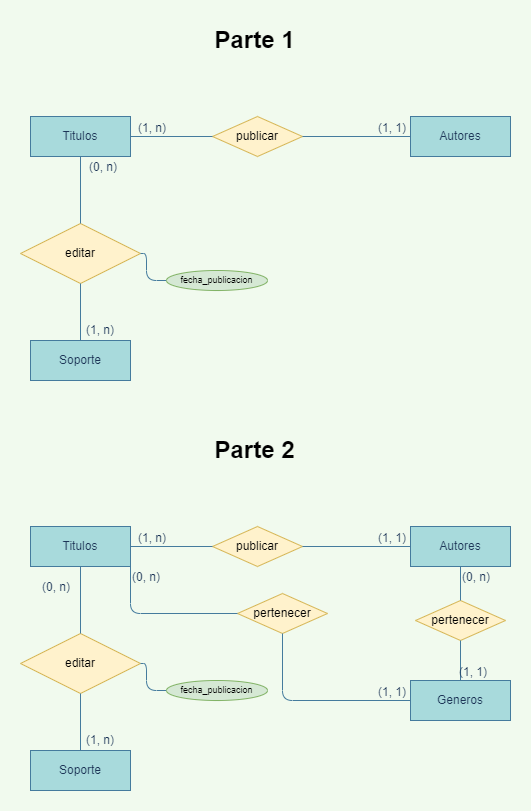 Parte 1
Titulos
(1, n)
publicar
(1, 1)
Autores
(0, n)
editar
fecha_publicacion
(1, n)
Soporte
Parte 2
Titulos
(1, n)
publicar
(1, 1)
Autores
(0, n)
(0, n)
(0, n)
pertenecer
pertenecer
editar
(1, 1)
fecha_publicacion
(1, 1)
Generos
(1, n)
Soporte